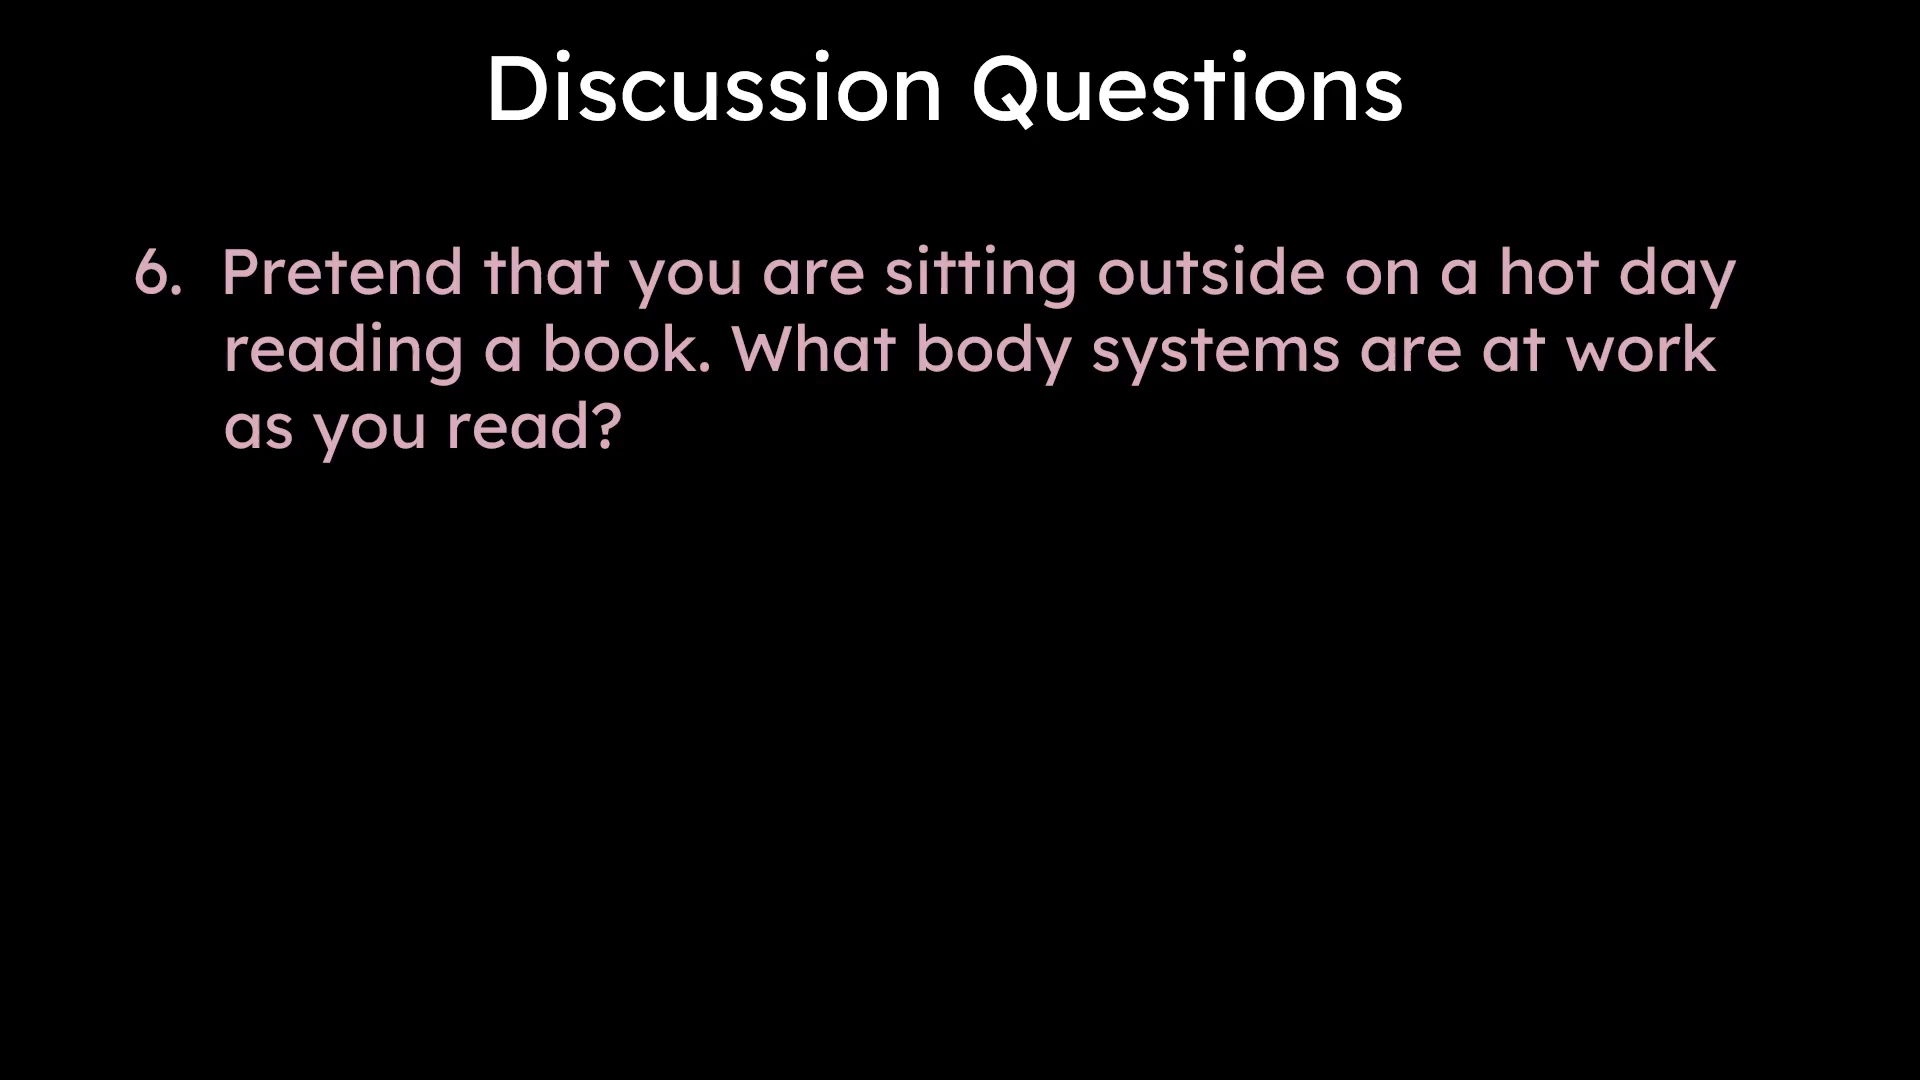 Discussion Questions
6. Pretend that you are sitting outside on a hot day
reading a book. What body systems are at work
as you read?